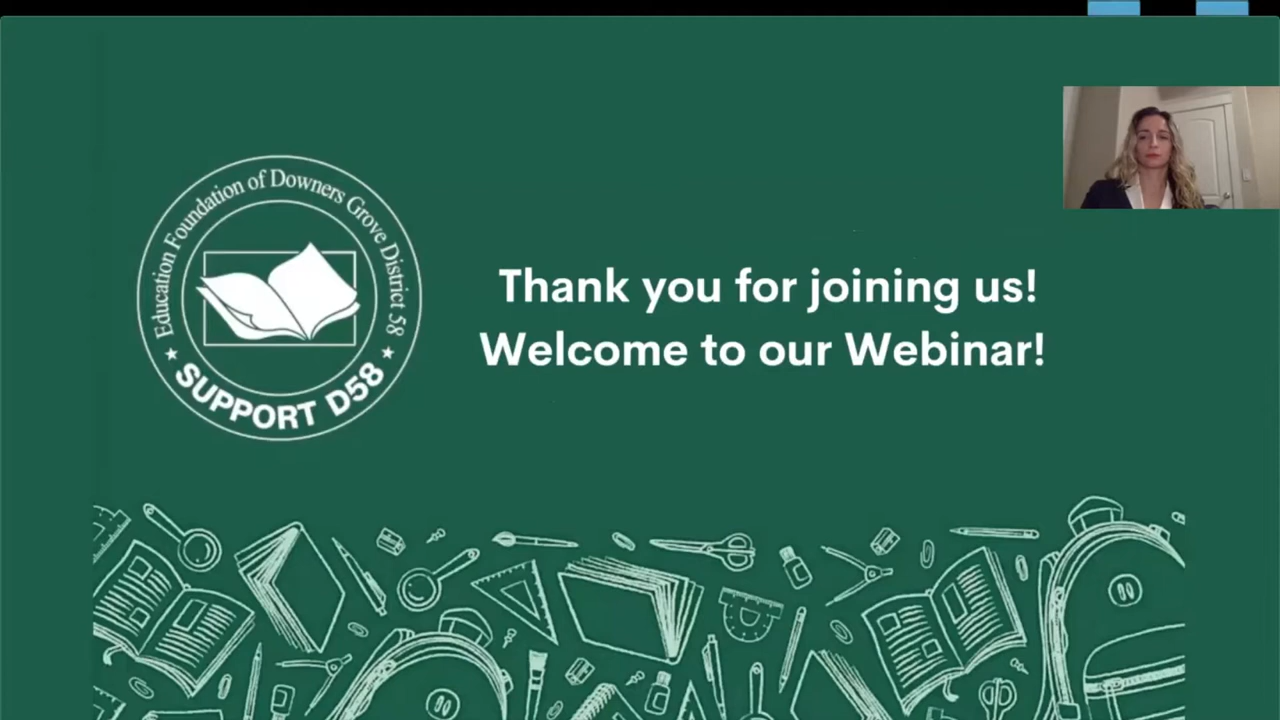 Education Foundation of Downers Grove District 58
SUPPORT D58
Thank you for joining us!
Welcome to our Webinar!